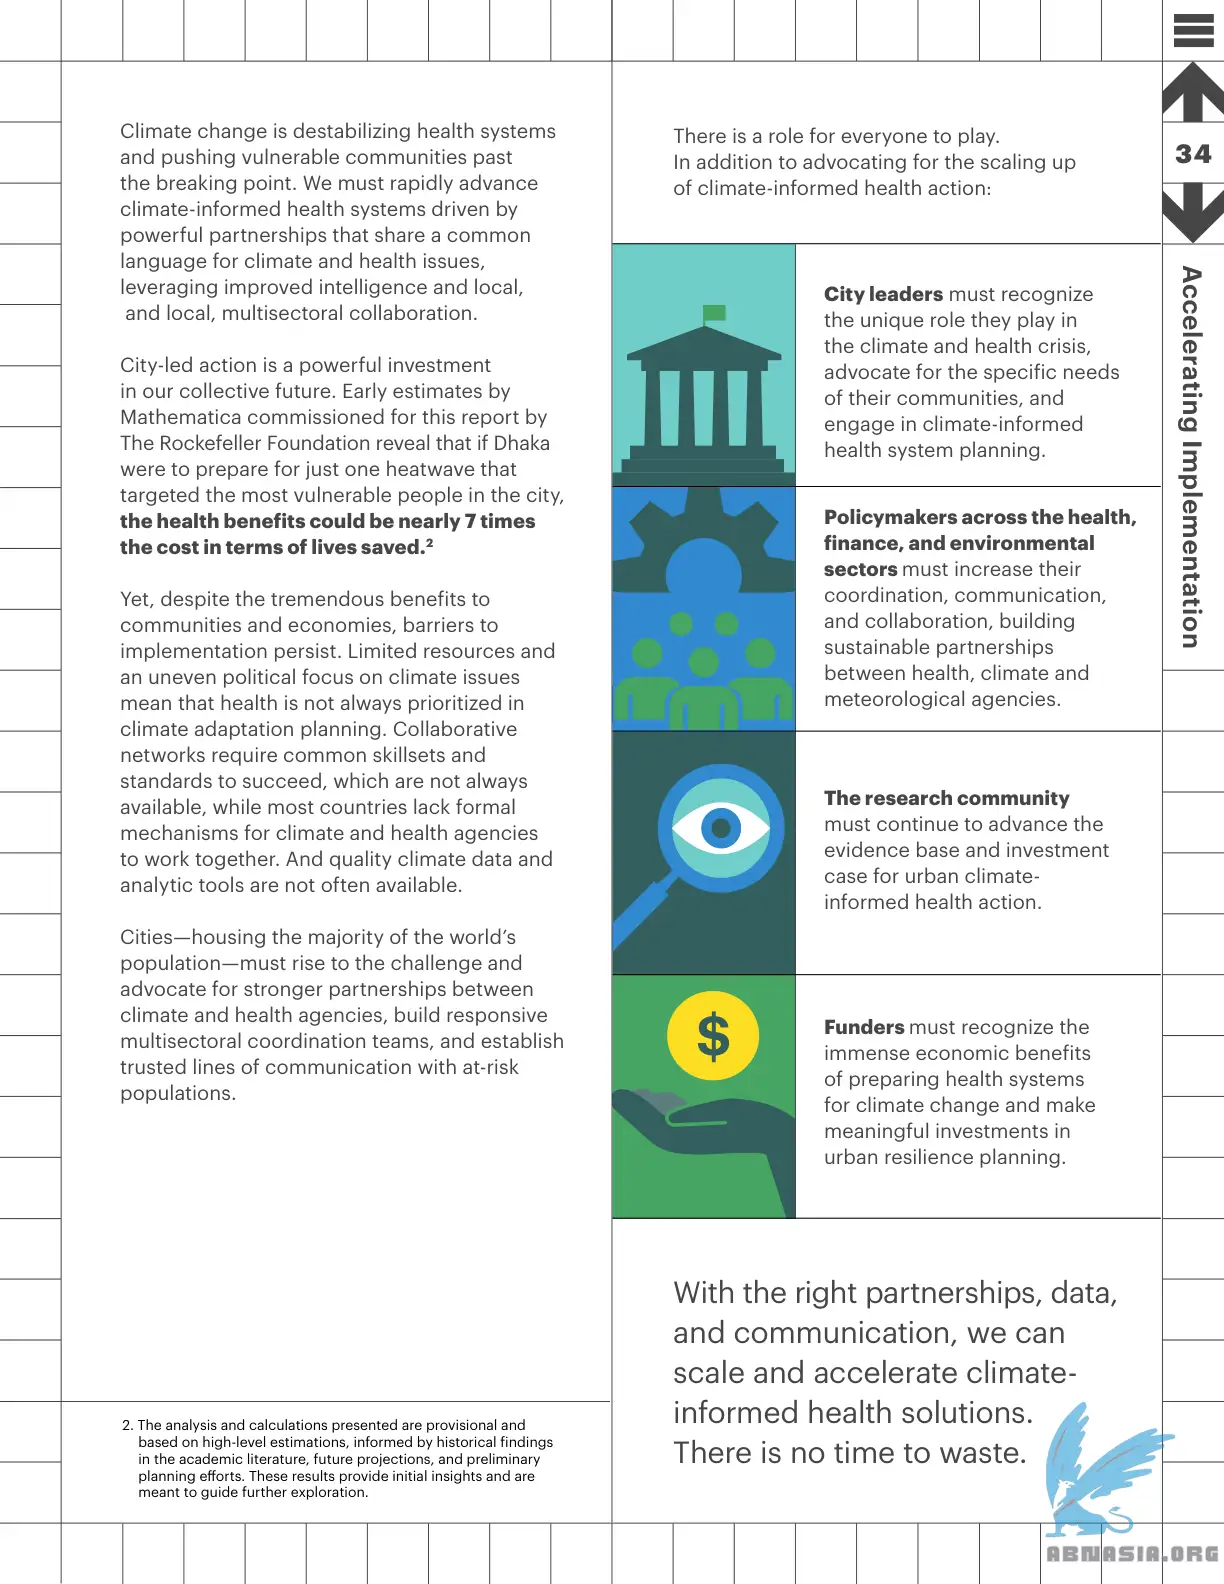 Climate change is destabilizing health systems
and pushing vulnerable communities past
the breaking point. We must rapidly advance
climate-informed health systems driven by
powerful partnerships that share a common
language for climate and health issues,
leveraging improved intelligence and local,
and local, multisectoral collaboration.
City-led action is a powerful investment
in our collective future. Early estimates by
Mathematica commissioned for this report by
The Rockefeller Foundation reveal that if Dhaka
were to prepare for just one heatwave that
targeted the most vulnerable people in the city,
the health benefits could be nearly 7 times
the cost in terms of lives saved.²
Yet, despite the tremendous benefits to
communities and economies, barriers to
implementation persist. Limited resources and
an uneven political focus on climate issues
mean that health is not always prioritized in
climate adaptation planning. Collaborative
networks require common skillsets and
standards to succeed, which are not always
available, while most countries lack formal
mechanisms for climate and health agencies
to work together. And quality climate data and
analytic tools are not often available.
Cities—housing the majority of the world’s
population—must rise to the challenge and
advocate for stronger partnerships between
climate and health agencies, build responsive
multisectoral coordination teams, and establish
trusted lines of communication with at-risk
populations.
2. The analysis and calculations presented are provisional and
based on high-level estimations, informed by historical findings
in the academic literature, future projections, and preliminary
planning efforts. These results provide initial insights and are
meant to guide further exploration.
There is a role for everyone to play.
In addition to advocating for the scaling up
of climate-informed health action:
City leaders must recognize
the unique role they play in
the climate and health crisis,
advocate for the specific needs
of their communities, and
engage in climate-informed
health system planning.
Policymakers across the health,
finance, and environmental
sectors must increase their
coordination, communication,
and collaboration, building
sustainable partnerships
between health, climate and
meteorological agencies.
The research community
must continue to advance the
evidence base and investment
case for urban climate-
informed health action.
$
Funders must recognize the
immense economic benefits
of preparing health systems
for climate change and make
meaningful investments in
urban resilience planning.
With the right partnerships, data,
and communication, we can
scale and accelerate climate-
informed health solutions.
There is no time to waste.
34
Accelerating Implementation
ABNASIA.ORG